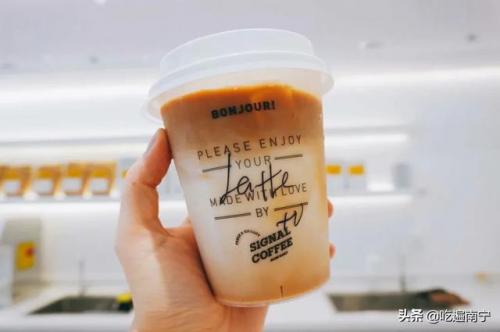 BONJOUR!
PLEASE ENJOY
YOUR
Latte
MADE WITH LOVE
BY
SIGNAL
COFFEE
头条 @吃遍南宁